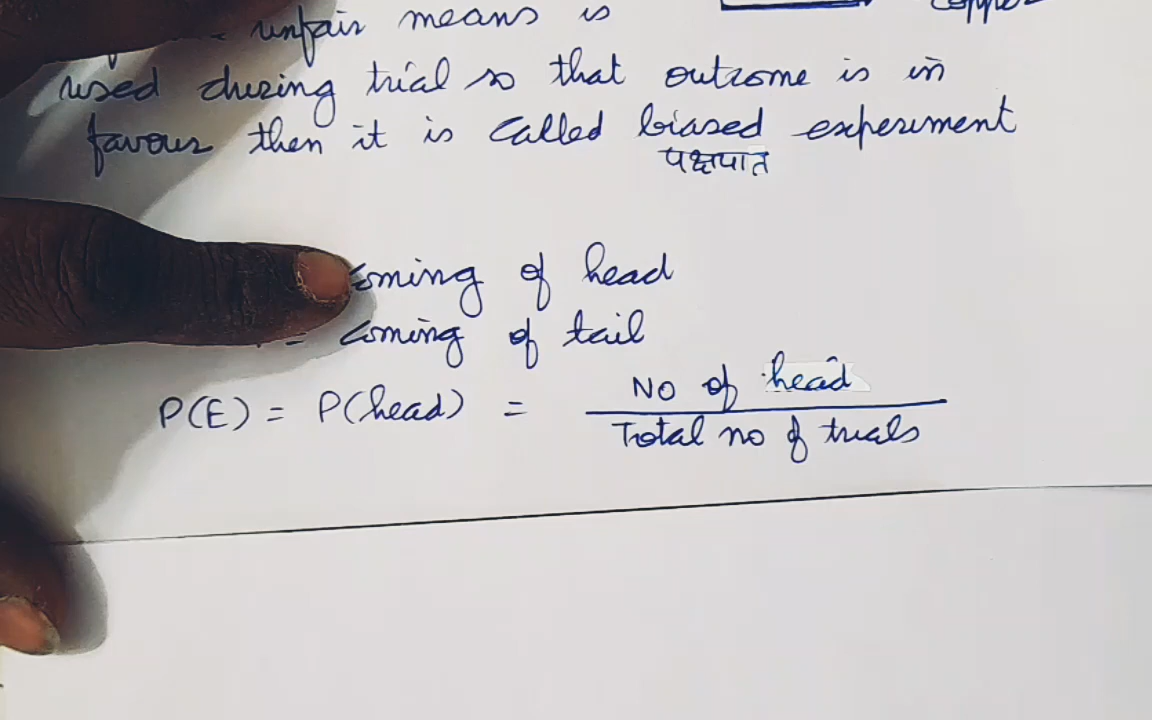 unfair means is
used during trial so that outcome is in
favour then it is called biased experiment
पक्षपात
coming of head
= coming of tail
P(E) = P(head) = No of head
Total no of trials